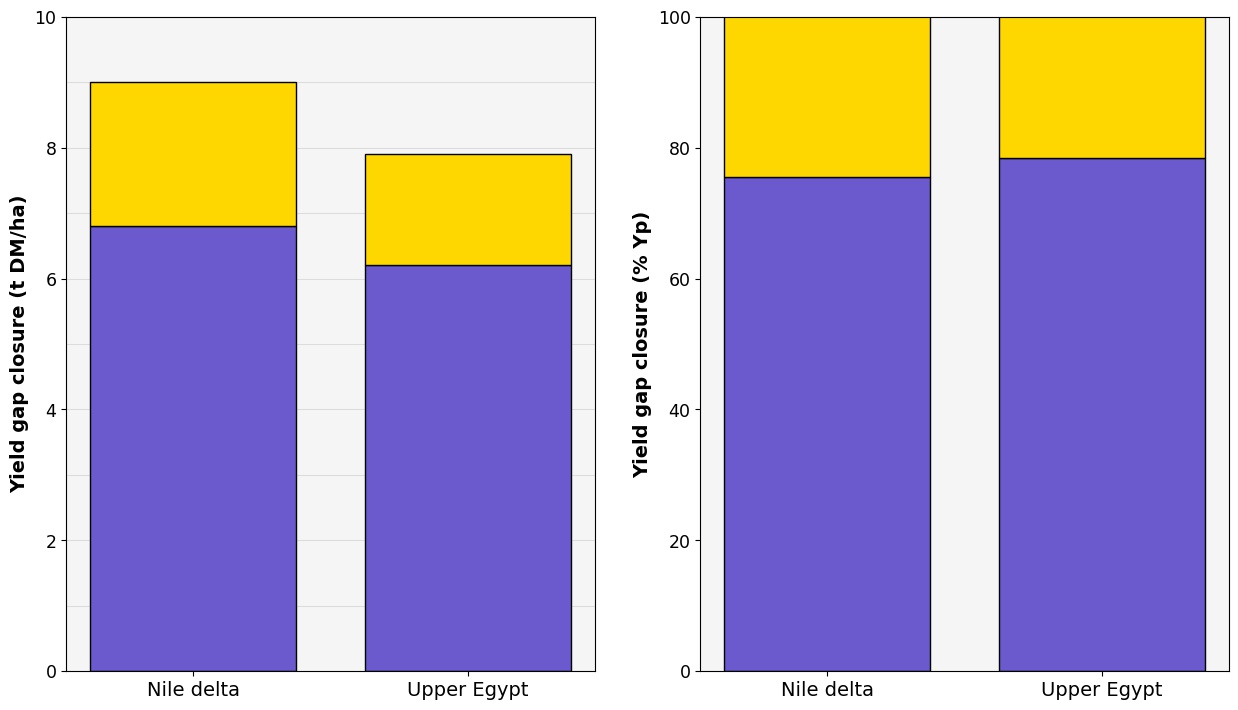 Yield gap closure (t DM/ha)
10
8
6
4
2
0
Nile delta
Upper Egypt
Yield gap closure (% Yp)
100
80
60
40
20
0
Nile delta
Upper Egypt